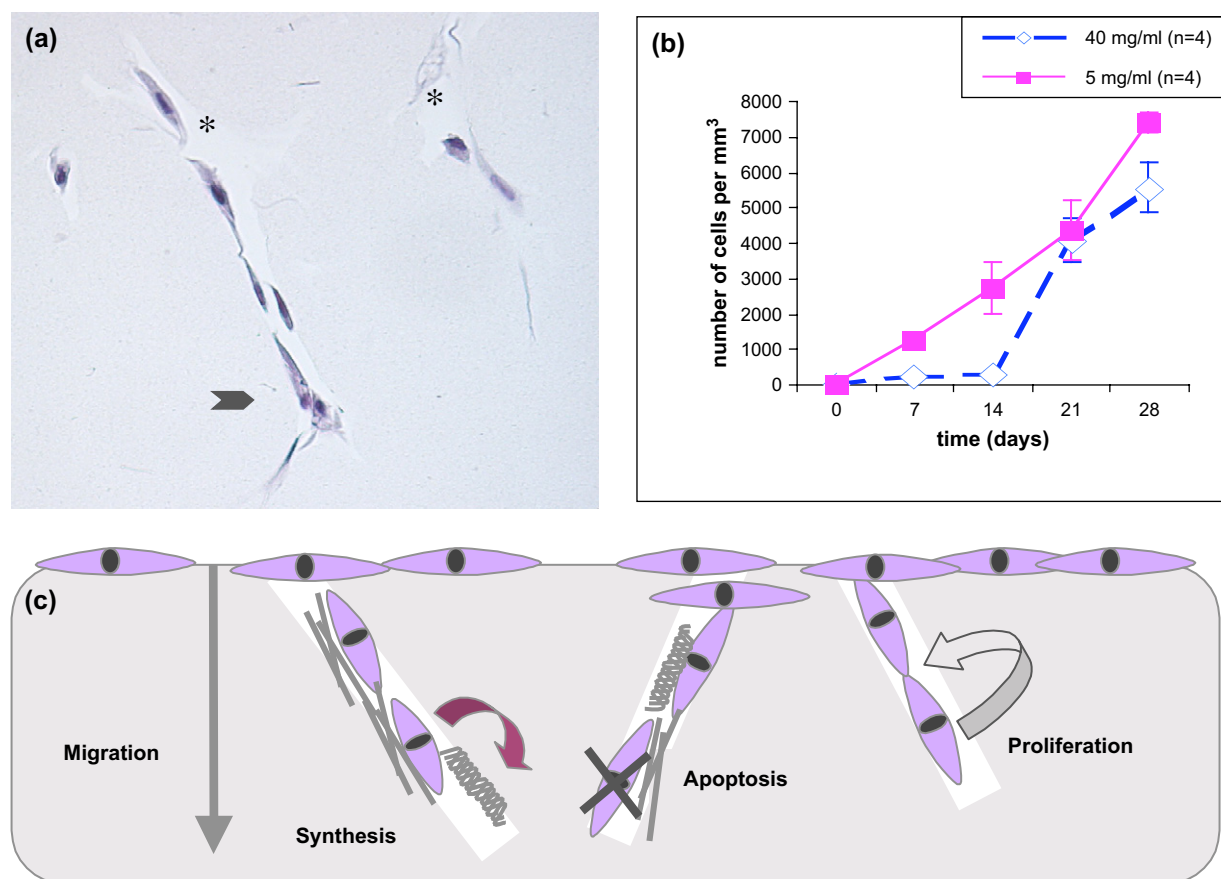 (a)
*
*
(b)
40 mg/ml (n=4)
5 mg/ml (n=4)
8000
7000
6000
5000
4000
3000
2000
1000
0
number of cells per mm³
0 7 14 21 28
time (days)
(c)
Migration
Synthesis
Apoptosis
Proliferation